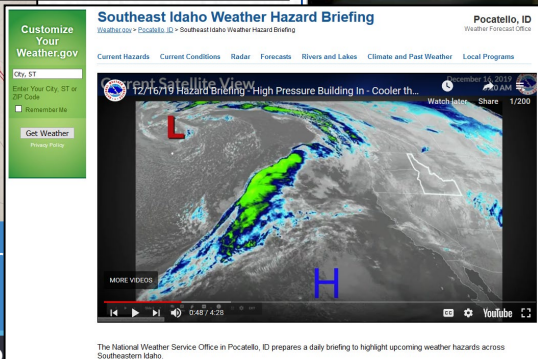 Southeast Idaho Weather Hazard Briefing
Weather.gov > Pocatello, ID > Southeast Idaho Weather Hazard Briefing
Pocatello, ID
Weather Forecast Office
Customize
Your
Weather.gov
City, ST
Enter Your City, ST or
ZIP Code
Remember Me
Get Weather
Privacy Policy
Current Hazards Current Conditions Radar Forecasts Rivers and Lakes Climate and Past Weather Local Programs
Current Satellite View
December 16, 2019
12/16/19 Hazard Briefing - High Pressure Building In - Cooler th...
Watch later Share 1/200
L
H
MORE VIDEOS
0:48 / 4:28
CC
YouTube
The National Weather Service Office in Pocatello, ID prepares a daily briefing to highlight upcoming weather hazards across
Southeastern Idaho.